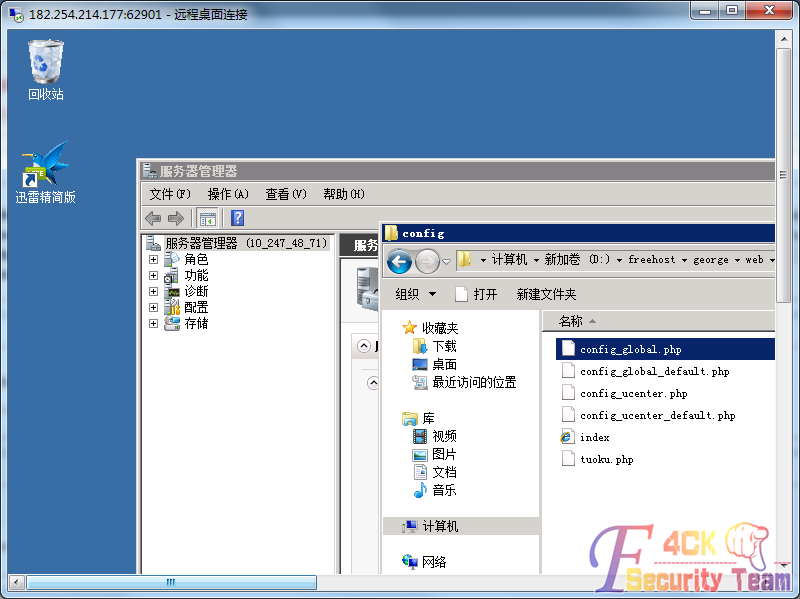 182.254.214.177:62901 - 远程桌面连接
回收站
迅雷精简版
服务器管理器
文件(F) 操作(A) 查看(V) 帮助(H)
服务器管理器 (10_247_48_71)
角色
功能
诊断
配置
存储
服务
config
计算机 新加卷 (D:) freehost george web
组织 打开 新建文件夹
收藏夹
下载
桌面
最近访问的位置
库
视频
图片
文档
音乐
计算机
网络
名称
config_global.php
config_global_default.php
config_ucenter.php
config_ucenter_default.php
index
tuoku.php
F4CK
Security Team